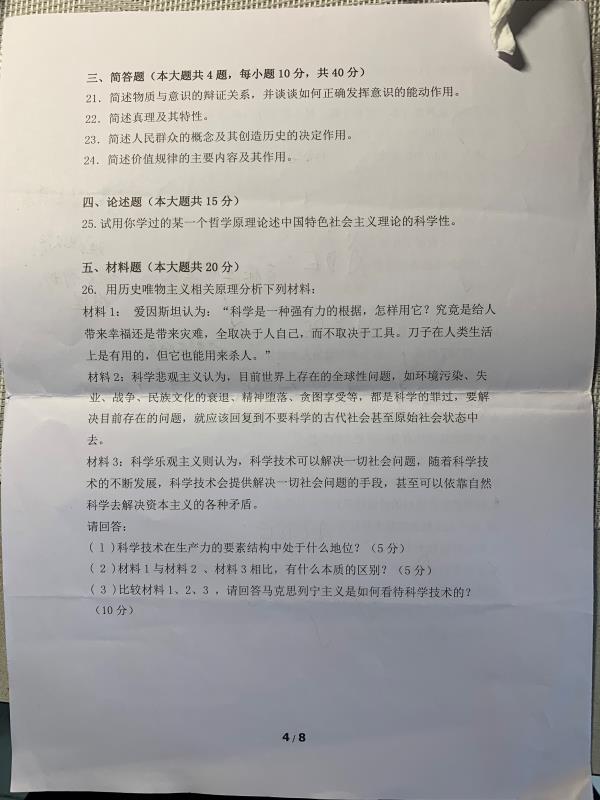 三、简答题（本大题共4题，每小题10分，共40分）
21. 简述物质与意识的辩证关系，并谈谈如何正确发挥意识的能动作用。
22. 简述真理及其特性。
23. 简述人民群众的概念及其创造历史的决定作用。
24. 简述价值规律的主要内容及其作用。
四、论述题（本大题共15分）
25.试用你学过的某一个哲学原理论述中国特色社会主义理论的科学性。
五、材料题（本大题共20分）
26. 用历史唯物主义相关原理分析下列材料：
材料1： 爱因斯坦认为：“科学是一种强有力的根据，怎样用它？究竟是给人
带来幸福还是带来灾难，全取决于人自己，而不取决于工具。刀子在人类生活
上是有用的，但它也能用来杀人。”
材料2：科学悲观主义认为，目前世界上存在的全球性问题，如环境污染、失
业、战争、民族文化的衰退、精神堕落、贪图享受等，都是科学的罪过，要解
决目前存在的问题，就应该回复到不要科学的古代社会甚至原始社会状态中
去。
材料3：科学乐观主义则认为，科学技术可以解决一切社会问题，随着科学技
术的不断发展，科学技术会提供解决一切社会问题的手段，甚至可以依靠自然
科学去解决资本主义的各种矛盾。
请回答：
(1)科学技术在生产力的要素结构中处于什么地位？（5分）
(2)材料1与材料2、材料3相比，有什么本质的区别？（5分）
(3)比较材料1、2、3，请回答马克思列宁主义是如何看待科学技术的？
（10分）
4 / 8